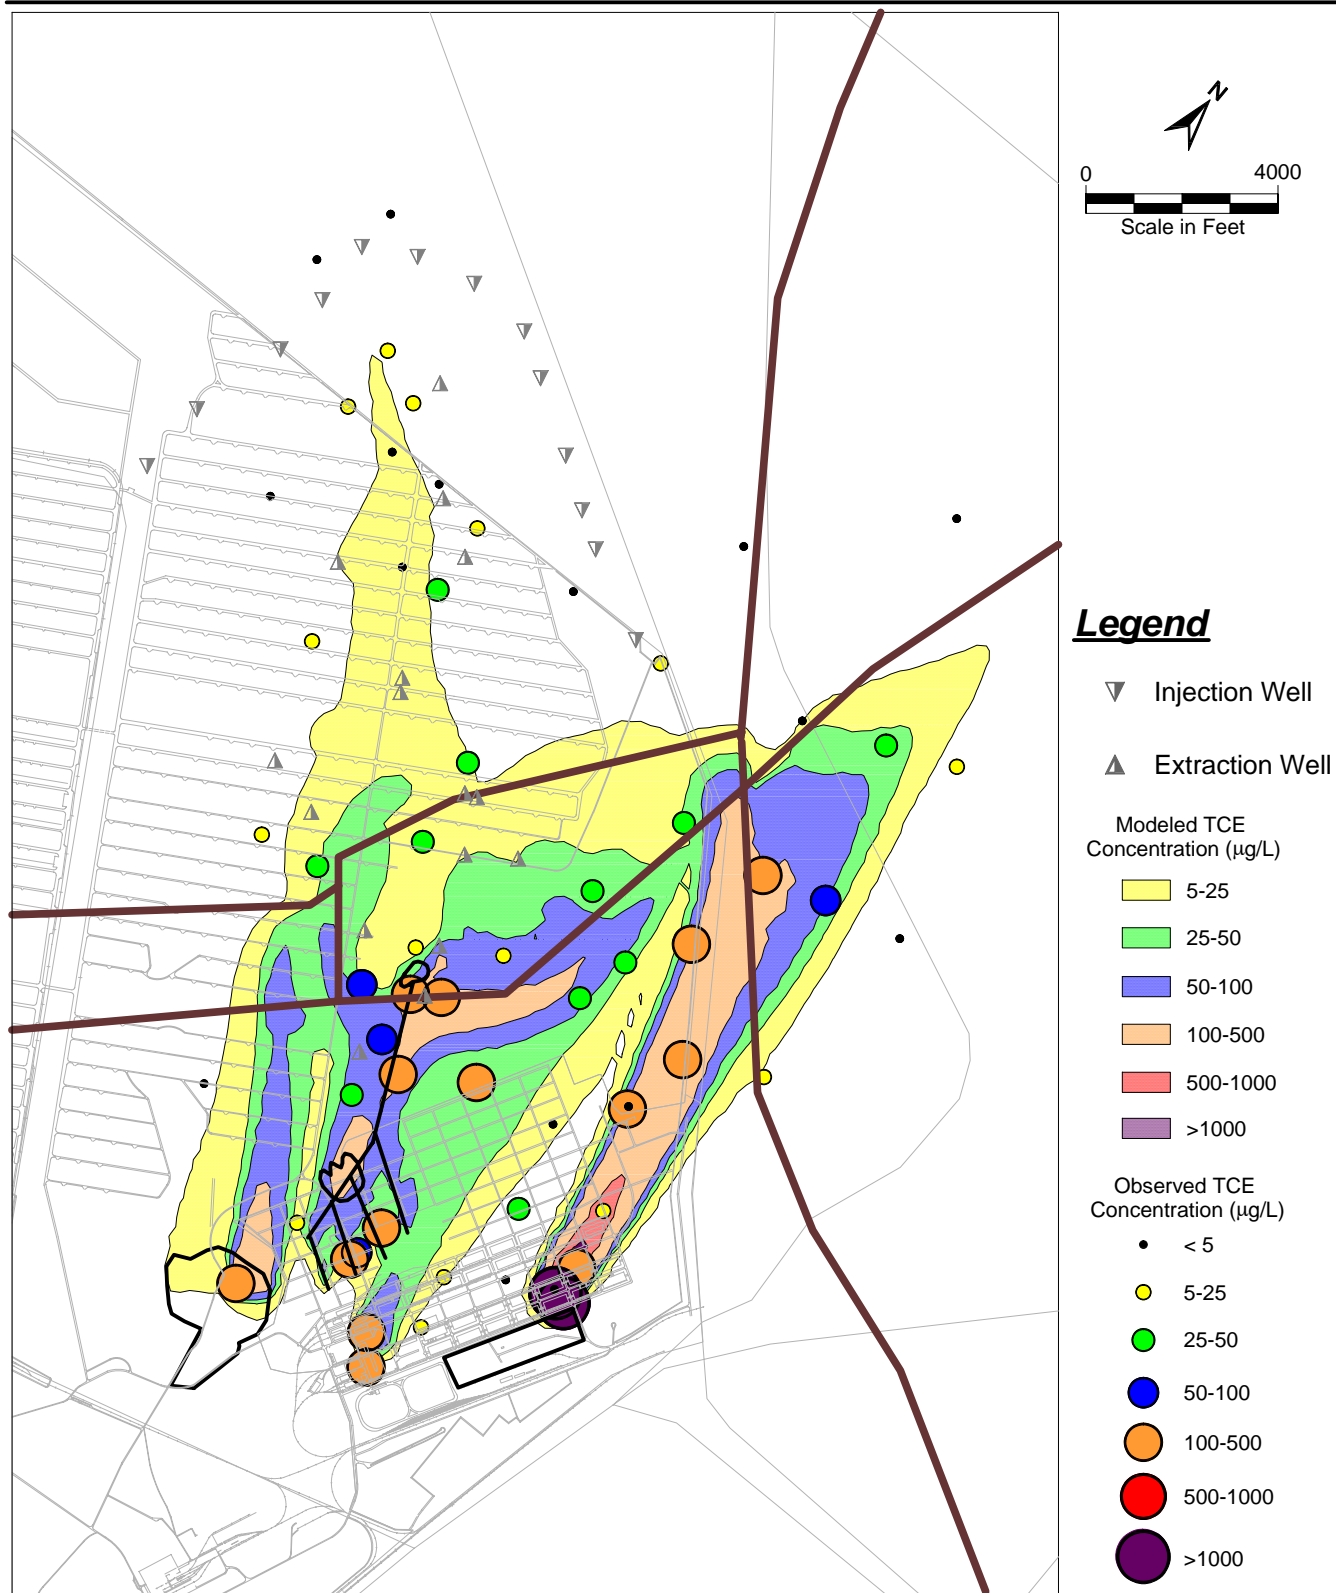 N
0 4000
Scale in Feet
Legend
Injection Well
Extraction Well
Modeled TCE
Concentration (µg/L)
5-25
25-50
50-100
100-500
500-1000
>1000
Observed TCE
Concentration (µg/L)
< 5
5-25
25-50
50-100
100-500
500-1000
>1000